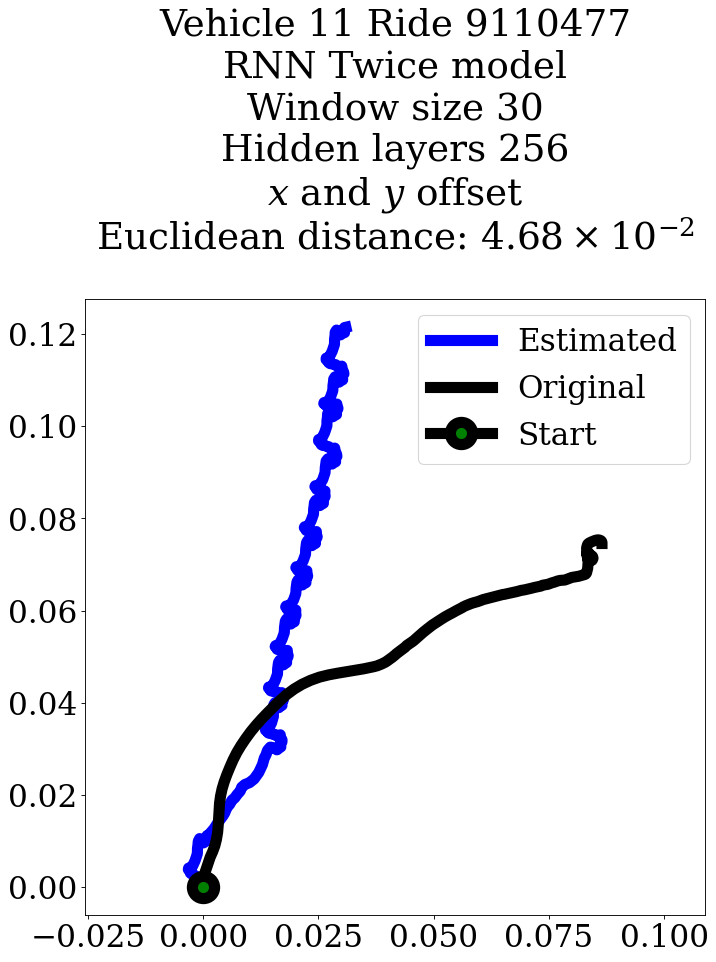 Vehicle 11 Ride 9110477
RNN Twice model
Window size 30
Hidden layers 256
x and y offset
Euclidean distance: 4.68 × 10⁻²
Estimated
Original
Start
0.12
0.10
0.08
0.06
0.04
0.02
0.00
−0.025 0.000 0.025 0.050 0.075 0.100